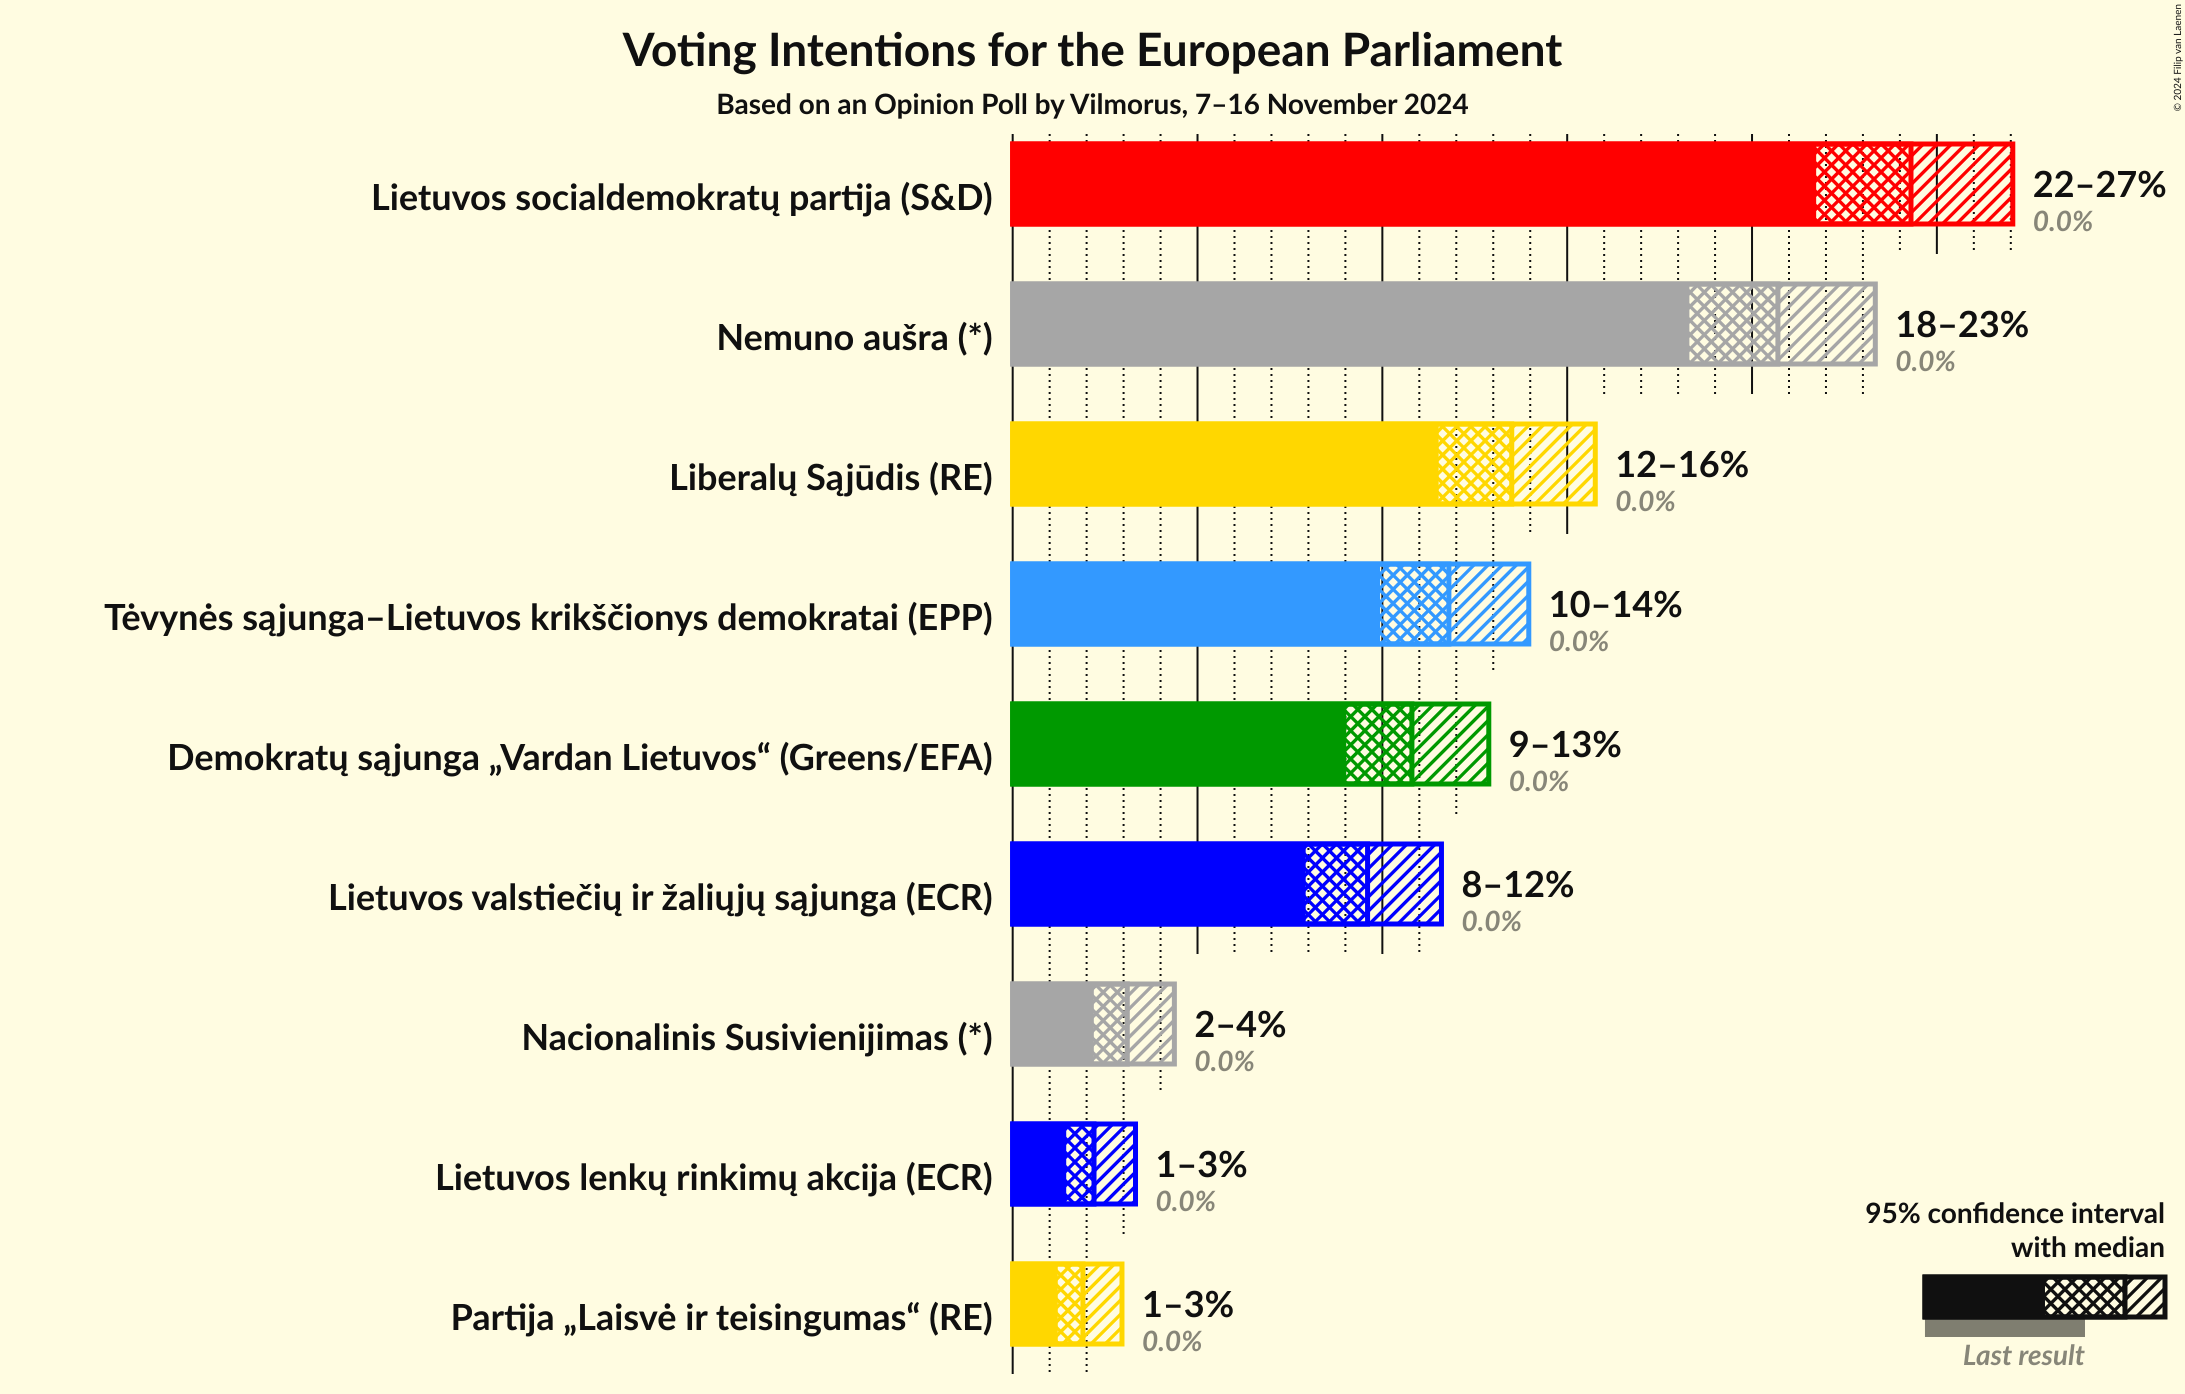 Voting Intentions for the European Parliament
Based on an Opinion Poll by Vilmorus, 7–16 November 2024
© 2024 Filip van Laenen
Lietuvos socialdemokratų partija (S&D)
22–27%
0.0%
Nemuno aušra (*)
18–23%
0.0%
Liberalų Sąjūdis (RE)
12–16%
0.0%
Tėvynės sąjunga–Lietuvos krikščionys demokratai (EPP)
10–14%
0.0%
Demokratų sąjunga „Vardan Lietuvos“ (Greens/EFA)
9–13%
0.0%
Lietuvos valstiečių ir žaliųjų sąjunga (ECR)
8–12%
0.0%
Nacionalinis Susivienijimas (*)
2–4%
0.0%
Lietuvos lenkų rinkimų akcija (ECR)
1–3%
0.0%
Partija „Laisvė ir teisingumas“ (RE)
1–3%
0.0%
95% confidence interval
with median
Last result